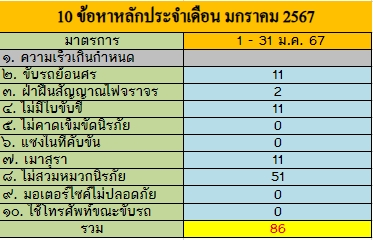 10 ข้อหาหลักประจำเดือน มกราคม 2567
มาตรการ 1 - 31 ม.ค. 67
๑. ความเร็วเกินกำหนด
๒. ขับรถย้อนศร 11
๓. ฝ่าฝืนสัญญาณไฟจราจร 2
๔. ไม่มีใบขับขี่ 11
๕. ไม่คาดเข็มขัดนิรภัย 0
๖. แซงในที่คับขัน 0
๗. เมาสุรา 11
๘. ไม่สวมหมวกนิรภัย 51
๙. มอเตอร์ไซค์ไม่ปลอดภัย 0
๑๐. ใช้โทรศัพท์ขณะขับรถ 0
รวม 86